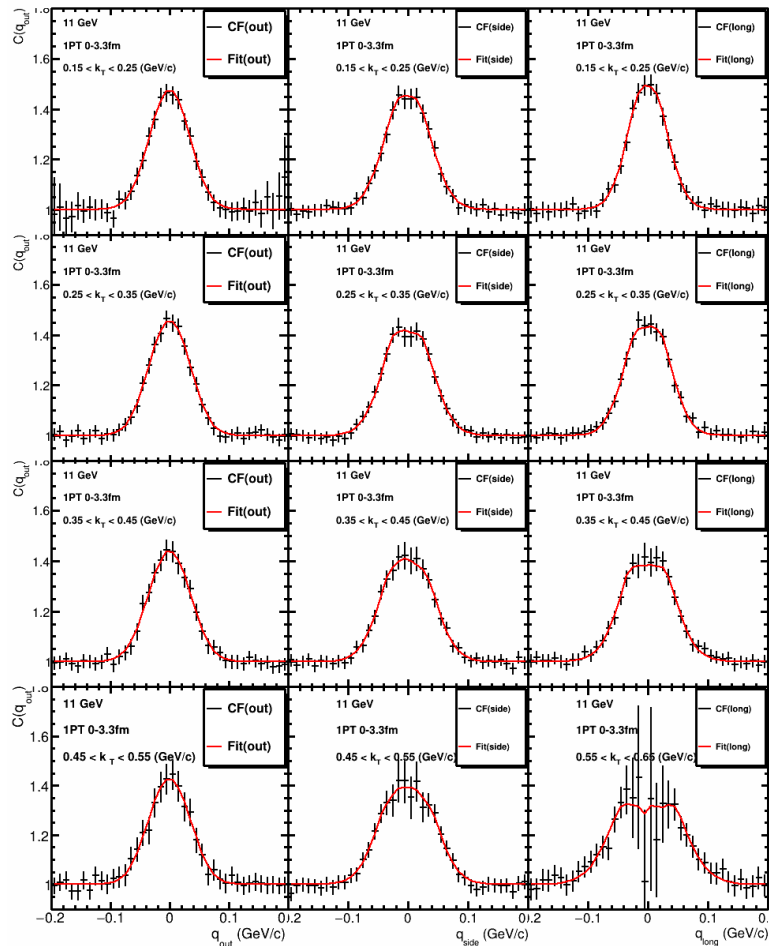 C(q_out) 1.8 1.6 1.4 1.2 1
11 GeV
1PT 0-3.3fm
0.15 < k_T < 0.25 (GeV/c)
CF(out)
Fit(out)
11 GeV
1PT 0-3.3fm
0.15 < k_T < 0.25 (GeV/c)
CF(side)
Fit(side)
11 GeV
1PT 0-3.3fm
0.15 < k_T < 0.25 (GeV/c)
CF(long)
Fit(long)
C(q_out) 1.8 1.6 1.4 1.2 1
11 GeV
1PT 0-3.3fm
0.25 < k_T < 0.35 (GeV/c)
CF(out)
Fit(out)
11 GeV
1PT 0-3.3fm
0.25 < k_T < 0.35 (GeV/c)
CF(side)
Fit(side)
11 GeV
1PT 0-3.3fm
0.25 < k_T < 0.35 (GeV/c)
CF(long)
Fit(long)
C(q_out) 1.8 1.6 1.4 1.2 1
11 GeV
1PT 0-3.3fm
0.35 < k_T < 0.45 (GeV/c)
CF(out)
Fit(out)
11 GeV
1PT 0-3.3fm
0.35 < k_T < 0.45 (GeV/c)
CF(side)
Fit(side)
11 GeV
1PT 0-3.3fm
0.35 < k_T < 0.45 (GeV/c)
CF(long)
Fit(long)
C(q_out) 1.8 1.6 1.4 1.2 1
11 GeV
1PT 0-3.3fm
0.45 < k_T < 0.55 (GeV/c)
CF(out)
Fit(out)
11 GeV
1PT 0-3.3fm
0.45 < k_T < 0.55 (GeV/c)
CF(side)
Fit(side)
11 GeV
1PT 0-3.3fm
0.55 < k_T < 0.65 (GeV/c)
CF(long)
Fit(long)
−0.2 −0.1 0 0.1 0.2 −0.1 0 0.1 0.2 −0.1 0 0.1 0.2
q_out (GeV/c) q_side (GeV/c) q_long (GeV/c)